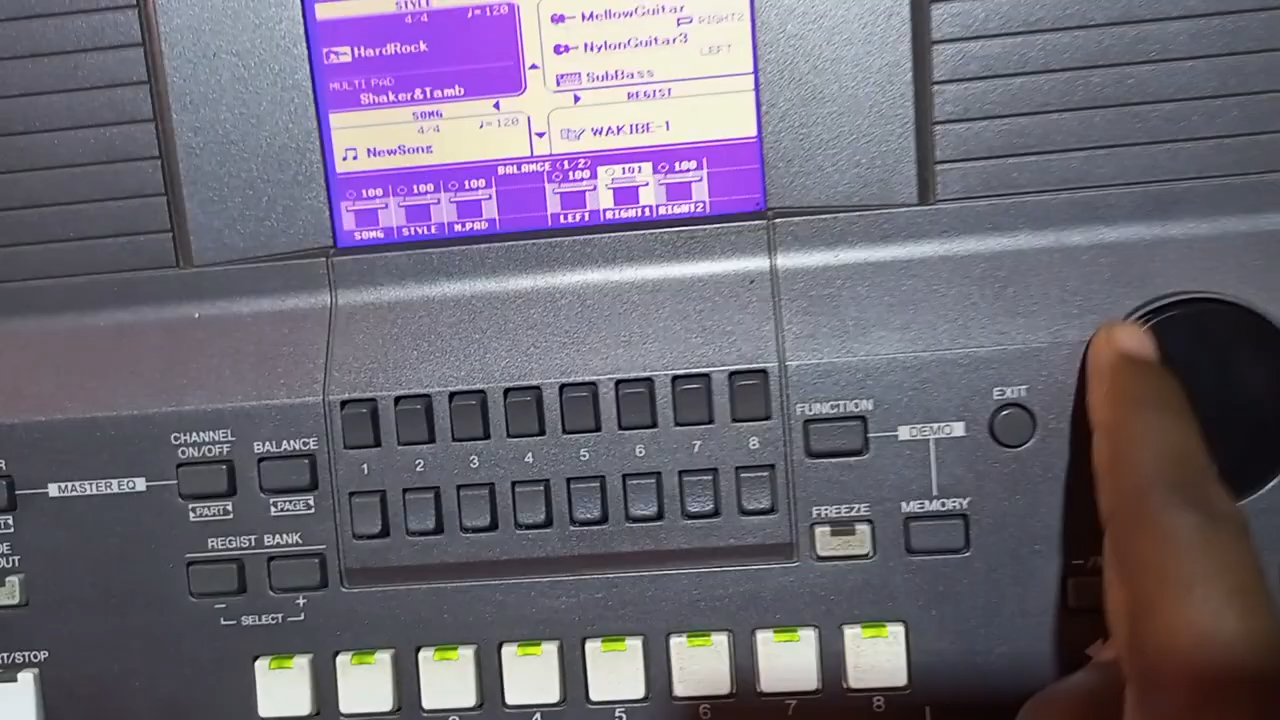 STYLE
4/4 ♩=120
HardRock
MULTI PAD
Shaker&Tamb
SONG
4/4 ♩=120
NewSong
MellowGuitar
RIGHT2
NylonGuitar3
LEFT
SubBass
REGIST
WAKIBE-1
BALANCE (1/2)
100 100 100 100 101 100
SONG STYLE M.PAD LEFT RIGHT1 RIGHT2
CHANNEL
ON/OFF
BALANCE
MASTER EQ
PART
PAGE
REGIST BANK
- +
SELECT
1 2 3 4 5 6 7 8
FUNCTION
DEMO
EXIT
FREEZE
MEMORY
T/STOP
3 4 5 6 7 8